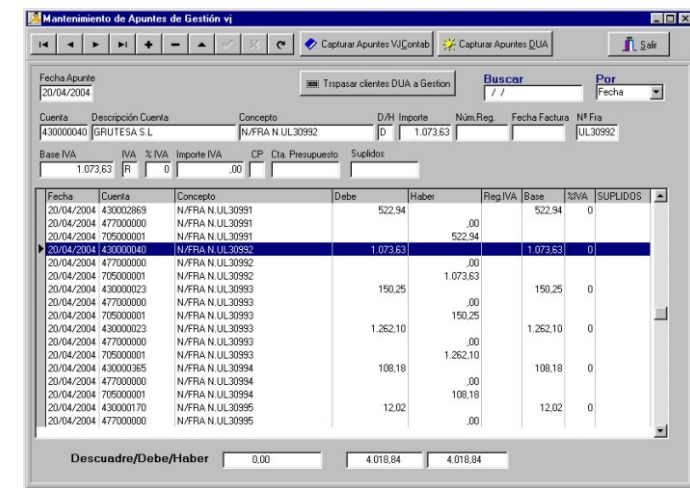 Mantenimiento de Apuntes de Gestión vj
Capturar Apuntes VJContab Capturar Apuntes DUA Salir
Fecha Apunte
20/04/2004
Trspasar clientes DUA a Gestion
Buscar Por
/ / Fecha
Cuenta Descripción Cuenta Concepto D/H Importe Núm.Reg. Fecha Factura Nº Fra
430000040 GRUTESA S.L N/FRA N.UL30992 D 1.073,63 UL30992
Base IVA IVA % IVA Importe IVA CP Cta. Presupuesto Suplidos
1.073,63 R 0 ,00
Fecha Cuenta Concepto Debe Haber Reg.IVA Base %IVA SUPLIDOS
20/04/2004 430002869 N/FRA N.UL30991 522,94 522,94 0
20/04/2004 477000000 N/FRA N.UL30991 ,00
20/04/2004 705000001 N/FRA N.UL30991 522,94
20/04/2004 430000040 N/FRA N.UL30992 1.073,63 1.073,63 0
20/04/2004 477000000 N/FRA N.UL30992 ,00
20/04/2004 705000001 N/FRA N.UL30992 1.073,63
20/04/2004 430000023 N/FRA N.UL30993 150,25 150,25 0
20/04/2004 477000000 N/FRA N.UL30993 ,00
20/04/2004 705000001 N/FRA N.UL30993 150,25
20/04/2004 430000023 N/FRA N.UL30993 1.262,10 1.262,10 0
20/04/2004 477000000 N/FRA N.UL30993 ,00
20/04/2004 705000001 N/FRA N.UL30993 1.262,10
20/04/2004 430000365 N/FRA N.UL30994 108,18 108,18 0
20/04/2004 477000000 N/FRA N.UL30994 ,00
20/04/2004 705000001 N/FRA N.UL30994 108,18
20/04/2004 430000170 N/FRA N.UL30995 12,02 12,02 0
20/04/2004 477000000 N/FRA N.UL30995 ,00
Descuadre/Debe/Haber 0,00 4.018,84 4.018,84